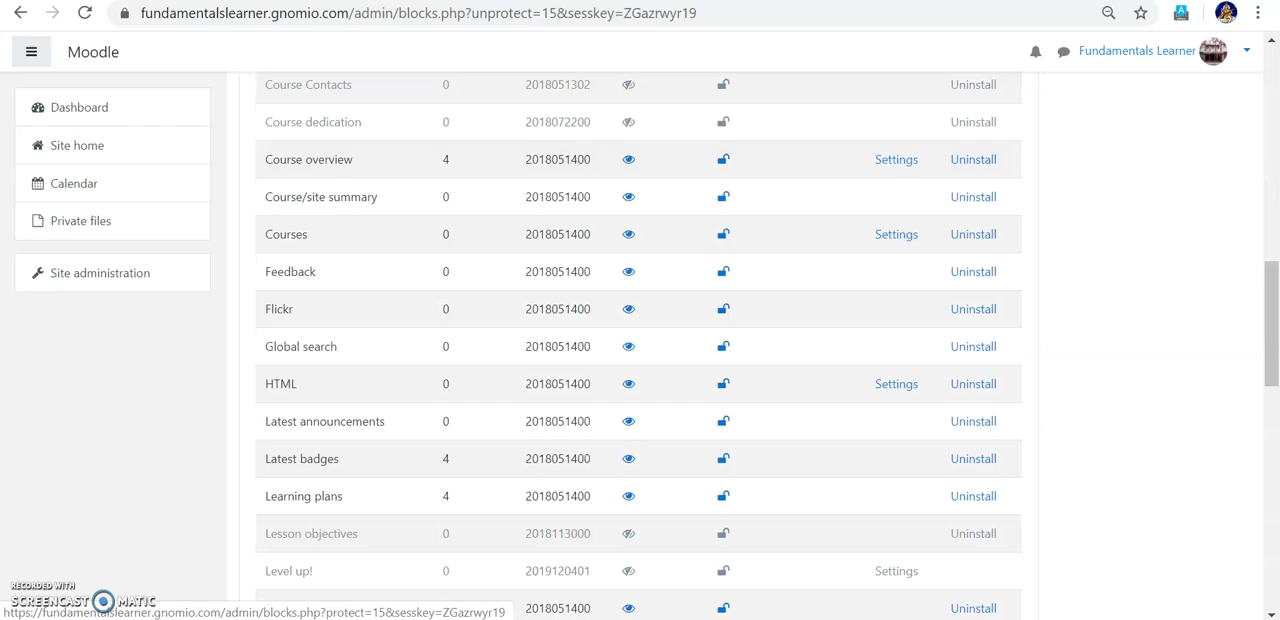 fundamentalslearner.gnomio.com/admin/blocks.php?unprotect=15&sesskey=ZGazrwyr19
Moodle
Fundamentals Learner
Dashboard
Site home
Calendar
Private files
Site administration
Course Contacts 0 2018051302 Uninstall
Course dedication 0 2018072200 Uninstall
Course overview 4 2018051400 Settings Uninstall
Course/site summary 0 2018051400 Uninstall
Courses 0 2018051400 Settings Uninstall
Feedback 0 2018051400 Uninstall
Flickr 0 2018051400 Uninstall
Global search 0 2018051400 Uninstall
HTML 0 2018051400 Settings Uninstall
Latest announcements 0 2018051400 Uninstall
Latest badges 4 2018051400 Uninstall
Learning plans 4 2018051400 Uninstall
Lesson objectives 0 2018113000 Uninstall
Level up! 0 2019120401 Settings
2018051400 Uninstall
RECORDED WITH
SCREENCAST MATIC
https://fundamentalslearner.gnomio.com/admin/blocks.php?protect=15&sesskey=ZGazrwyr19